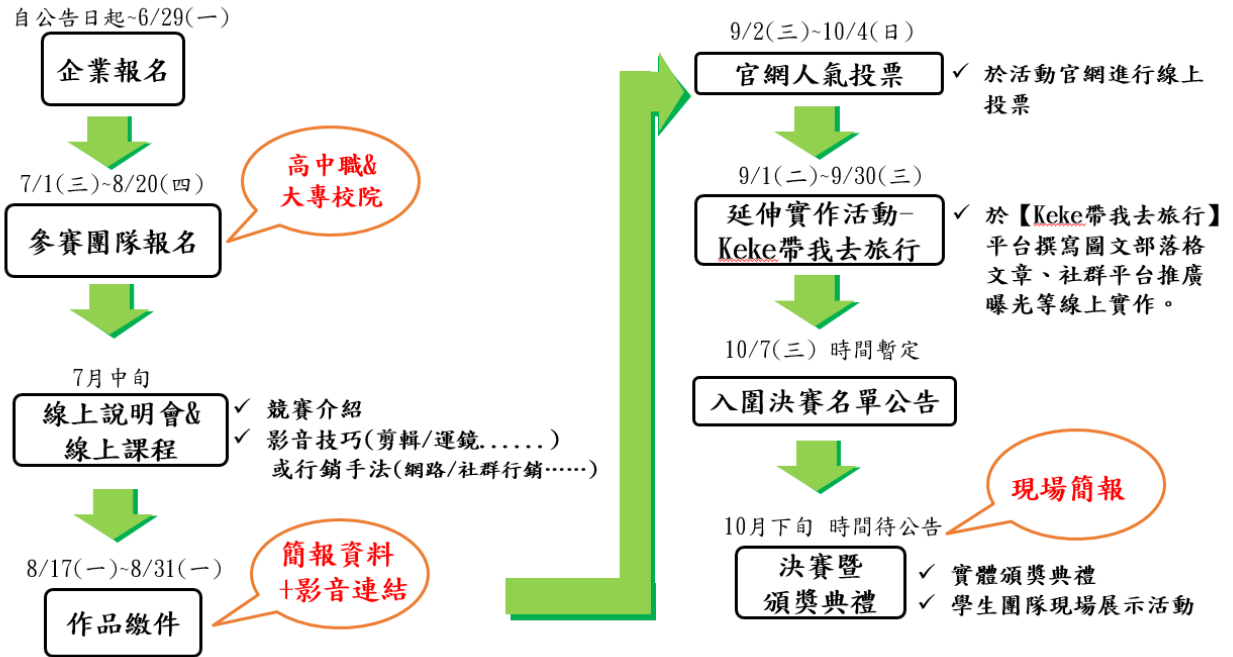 自公告日起~6/29(一)
企業報名
7/1(三)~8/20(四)
參賽團隊報名
高中職&
大專校院
7月中旬
線上說明會&
線上課程
✓ 競賽介紹
✓ 影音技巧(剪輯/運鏡......)
或行銷手法(網路/社群行銷……)
8/17(一)~8/31(一)
作品繳件
簡報資料
+影音連結
9/2(三)~10/4(日)
官網人氣投票
✓ 於活動官網進行線上
投票
9/1(二)~9/30(三)
延伸實作活動-
Keke帶我去旅行
✓ 於【Keke帶我去旅行】
平台撰寫圖文部落格
文章、社群平台推廣
曝光等線上實作。
10/7(三) 時間暫定
入圍決賽名單公告
現場簡報
10月下旬 時間待公告
決賽暨
頒獎典禮
✓ 實體頒獎典禮
✓ 學生團隊現場展示活動